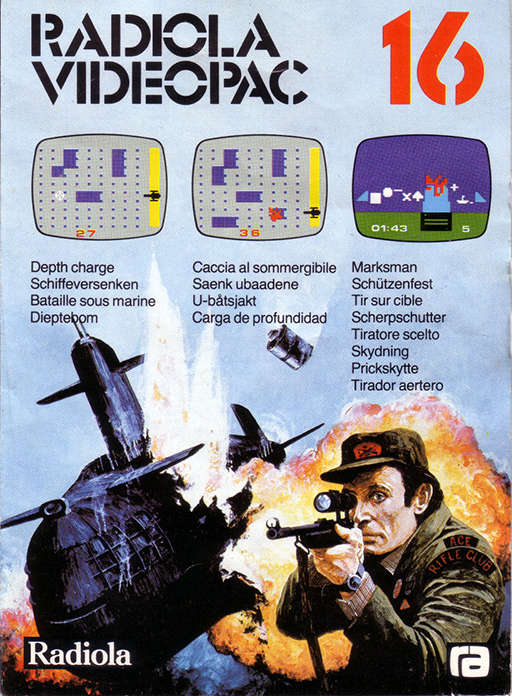 RADIOLA
VIDEOPAC
16
27
36
01:43
5
Depth charge
Schiffeversenken
Bataille sous marine
Dieptebom
Caccia al sommergibile
Saenk ubaadene
U-båtsjakt
Carga de profundidad
Marksman
Schützenfest
Tir sur cible
Scherpschutter
Tiratore scelto
Skydning
Prickskytte
Tirador aertero
ACE
RIFLE CLUB
Radiola
ra